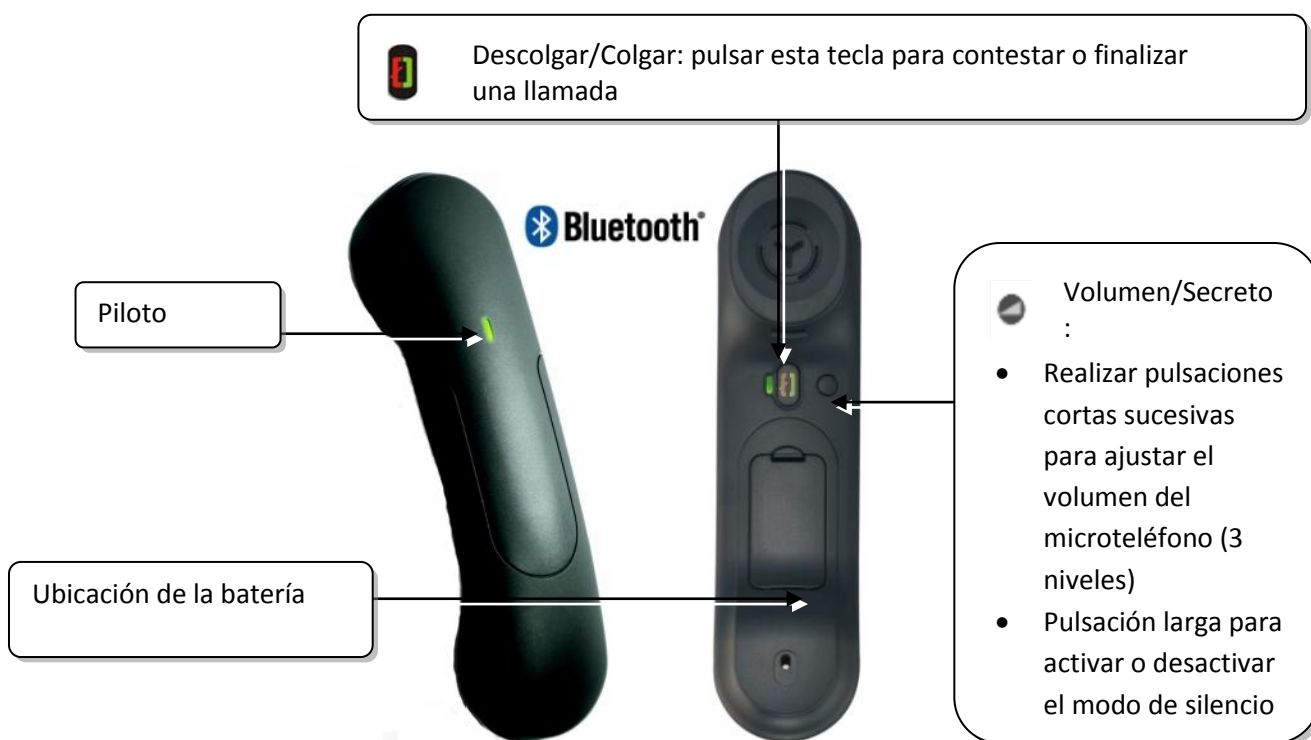 Descolgar/Colgar: pulsar esta tecla para contestar o finalizar
una llamada
Bluetooth®
Piloto
Volumen/Secreto
:
• Realizar pulsaciones
cortas sucesivas
para ajustar el
volumen del
microteléfono (3
niveles)
• Pulsación larga para
activar o desactivar
el modo de silencio
Ubicación de la batería